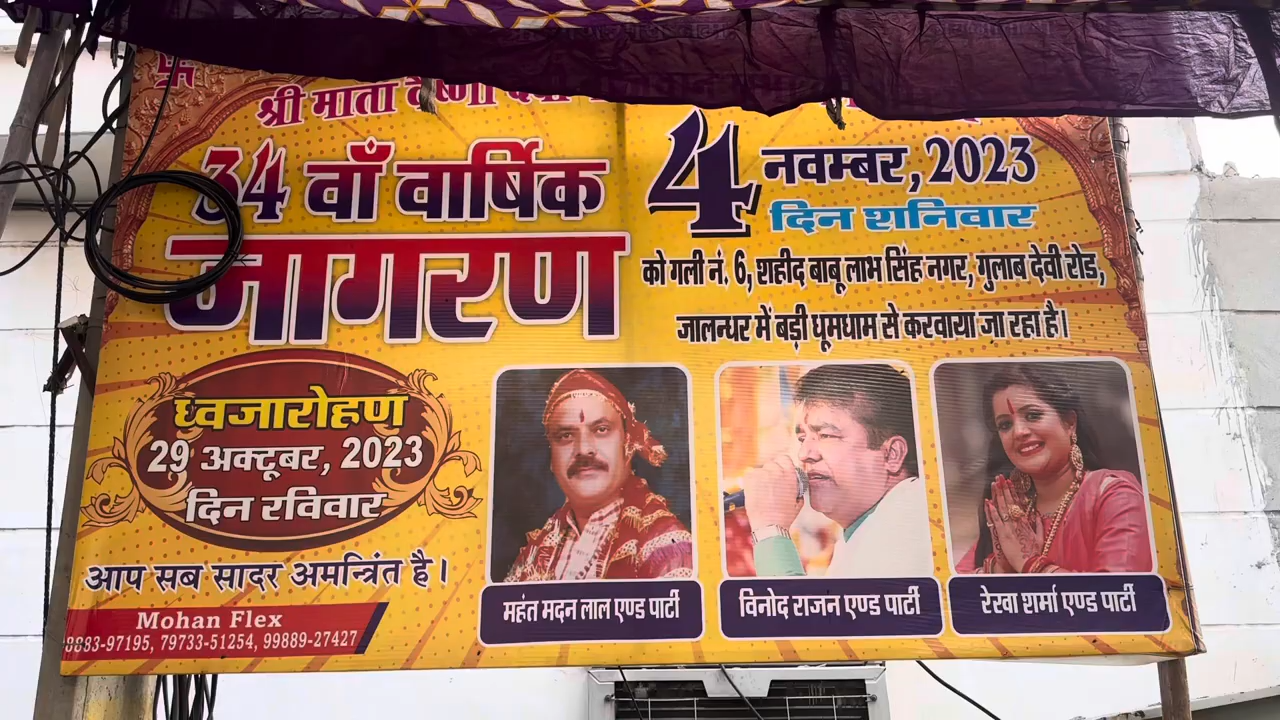 श्री माता वैष्णो देवी
34 वाँ वार्षिक
जागरण
4 नवम्बर, 2023
दिन शनिवार
को गली नं. 6, शहीद बाबू लाभ सिंह नगर, गुलाब देवी रोड,
जालन्धर में बड़ी धूमधाम से करवाया जा रहा है।
ध्वजारोहण
29 अक्टूबर, 2023
दिन रविवार
आप सब सादर अमन्त्रिंत है।
Mohan Flex
8883-97195, 79733-51254, 99889-27427
महंत मदन लाल एण्ड पार्टी
विनोद राजन एण्ड पार्टी
रेखा शर्मा एण्ड पार्टी